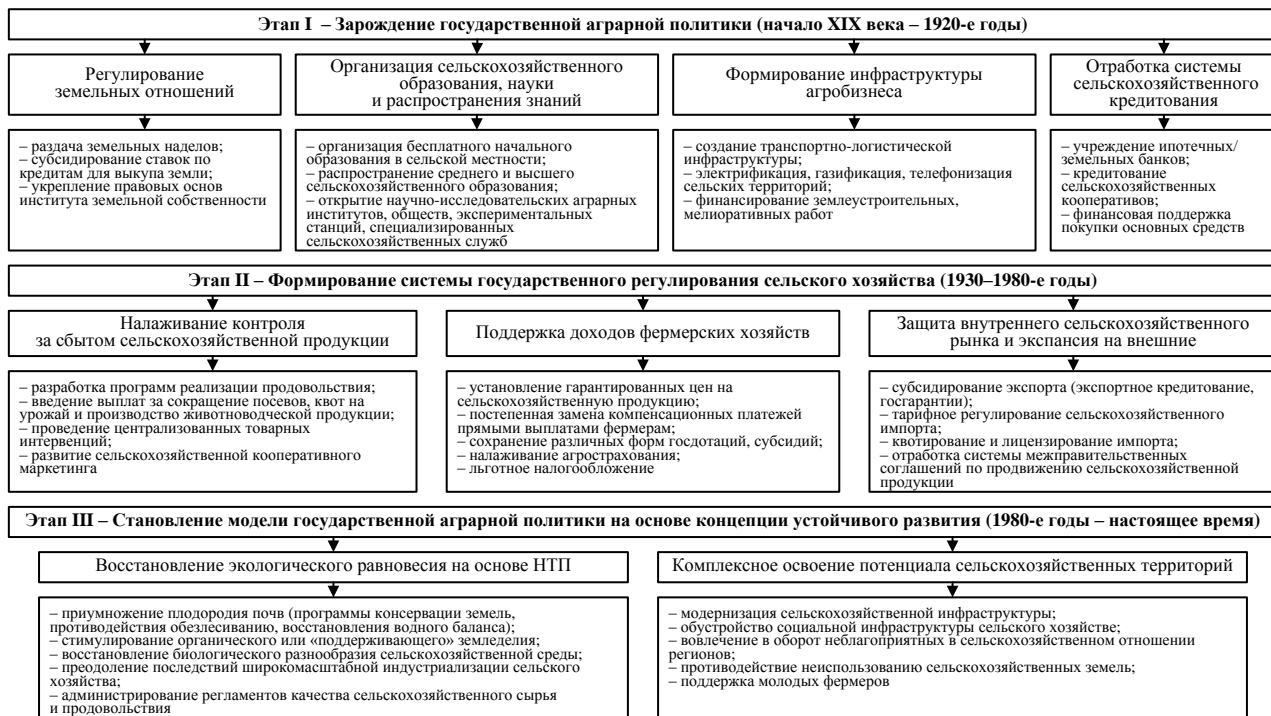 Этап I – Зарождение государственной аграрной политики (начало XIX века – 1920-е годы)
Регулирование
земельных отношений
Организация сельскохозяйственного
образования, науки
и распространения знаний
Формирование инфраструктуры
агробизнеса
Отработка системы
сельскохозяйственного
кредитования
– раздача земельных наделов;
– субсидирование ставок по
кредитам для выкупа земли;
– укрепление правовых основ
института земельной собственности
– организация бесплатного начального
образования в сельской местности;
– распространение среднего и высшего
сельскохозяйственного образования;
– открытие научно-исследовательских аграрных
институтов, обществ, экспериментальных
станций, специализированных
сельскохозяйственных служб
– создание транспортно-логистической
инфраструктуры;
– электрификация, газификация, телефонизация
сельских территорий;
– финансирование землеустроительных,
мелиоративных работ
– учреждение ипотечных/
земельных банков;
– кредитование
сельскохозяйственных
кооперативов;
– финансовая поддержка
покупки основных средств
Этап II – Формирование системы государственного регулирования сельского хозяйства (1930–1980-е годы)
Налаживание контроля
за сбытом сельскохозяйственной продукции
Поддержка доходов фермерских хозяйств
Защита внутреннего сельскохозяйственного
рынка и экспансия на внешние
– разработка программ реализации продовольствия;
– введение выплат за сокращение посевов, квот на
урожай и производство животноводческой продукции;
– проведение централизованных товарных
интервенций;
– развитие сельскохозяйственной кооперативного
маркетинга
– установление гарантированных цен на
сельскохозяйственную продукцию;
– постепенная замена компенсационных платежей
прямыми выплатами фермерам;
– сохранение различных форм госдотаций, субсидий;
– налаживание агрострахования;
– льготное налогообложение
– субсидирование экспорта (экспортное кредитование,
госгарантии);
– тарифное регулирование сельскохозяйственного
импорта;
– квотирование и лицензирование импорта;
– отработка системы межправительственных
соглашений по продвижению сельскохозяйственной
продукции
Этап III – Становление модели государственной аграрной политики на основе концепции устойчивого развития (1980-е годы – настоящее время)
Восстановление экологического равновесия на основе НТП
Комплексное освоение потенциала сельскохозяйственных территорий
– приумножение плодородия почв (программы консервации земель,
противодействия обезлесиванию, восстановления водного баланса);
– стимулирование органического или «поддерживающего» земледелия;
– восстановление биологического разнообразия сельскохозяйственной среды;
– преодоление последствий широкомасштабной индустриализации сельского
хозяйства;
– администрирование регламентов качества сельскохозяйственного сырья
и продовольствия
– модернизация сельскохозяйственной инфраструктуры;
– обустройство социальной инфраструктуры сельского хозяйстве;
– вовлечение в оборот неблагоприятных в сельскохозяйственном отношении
регионов;
– противодействие неиспользованию сельскохозяйственных земель;
– поддержка молодых фермеров